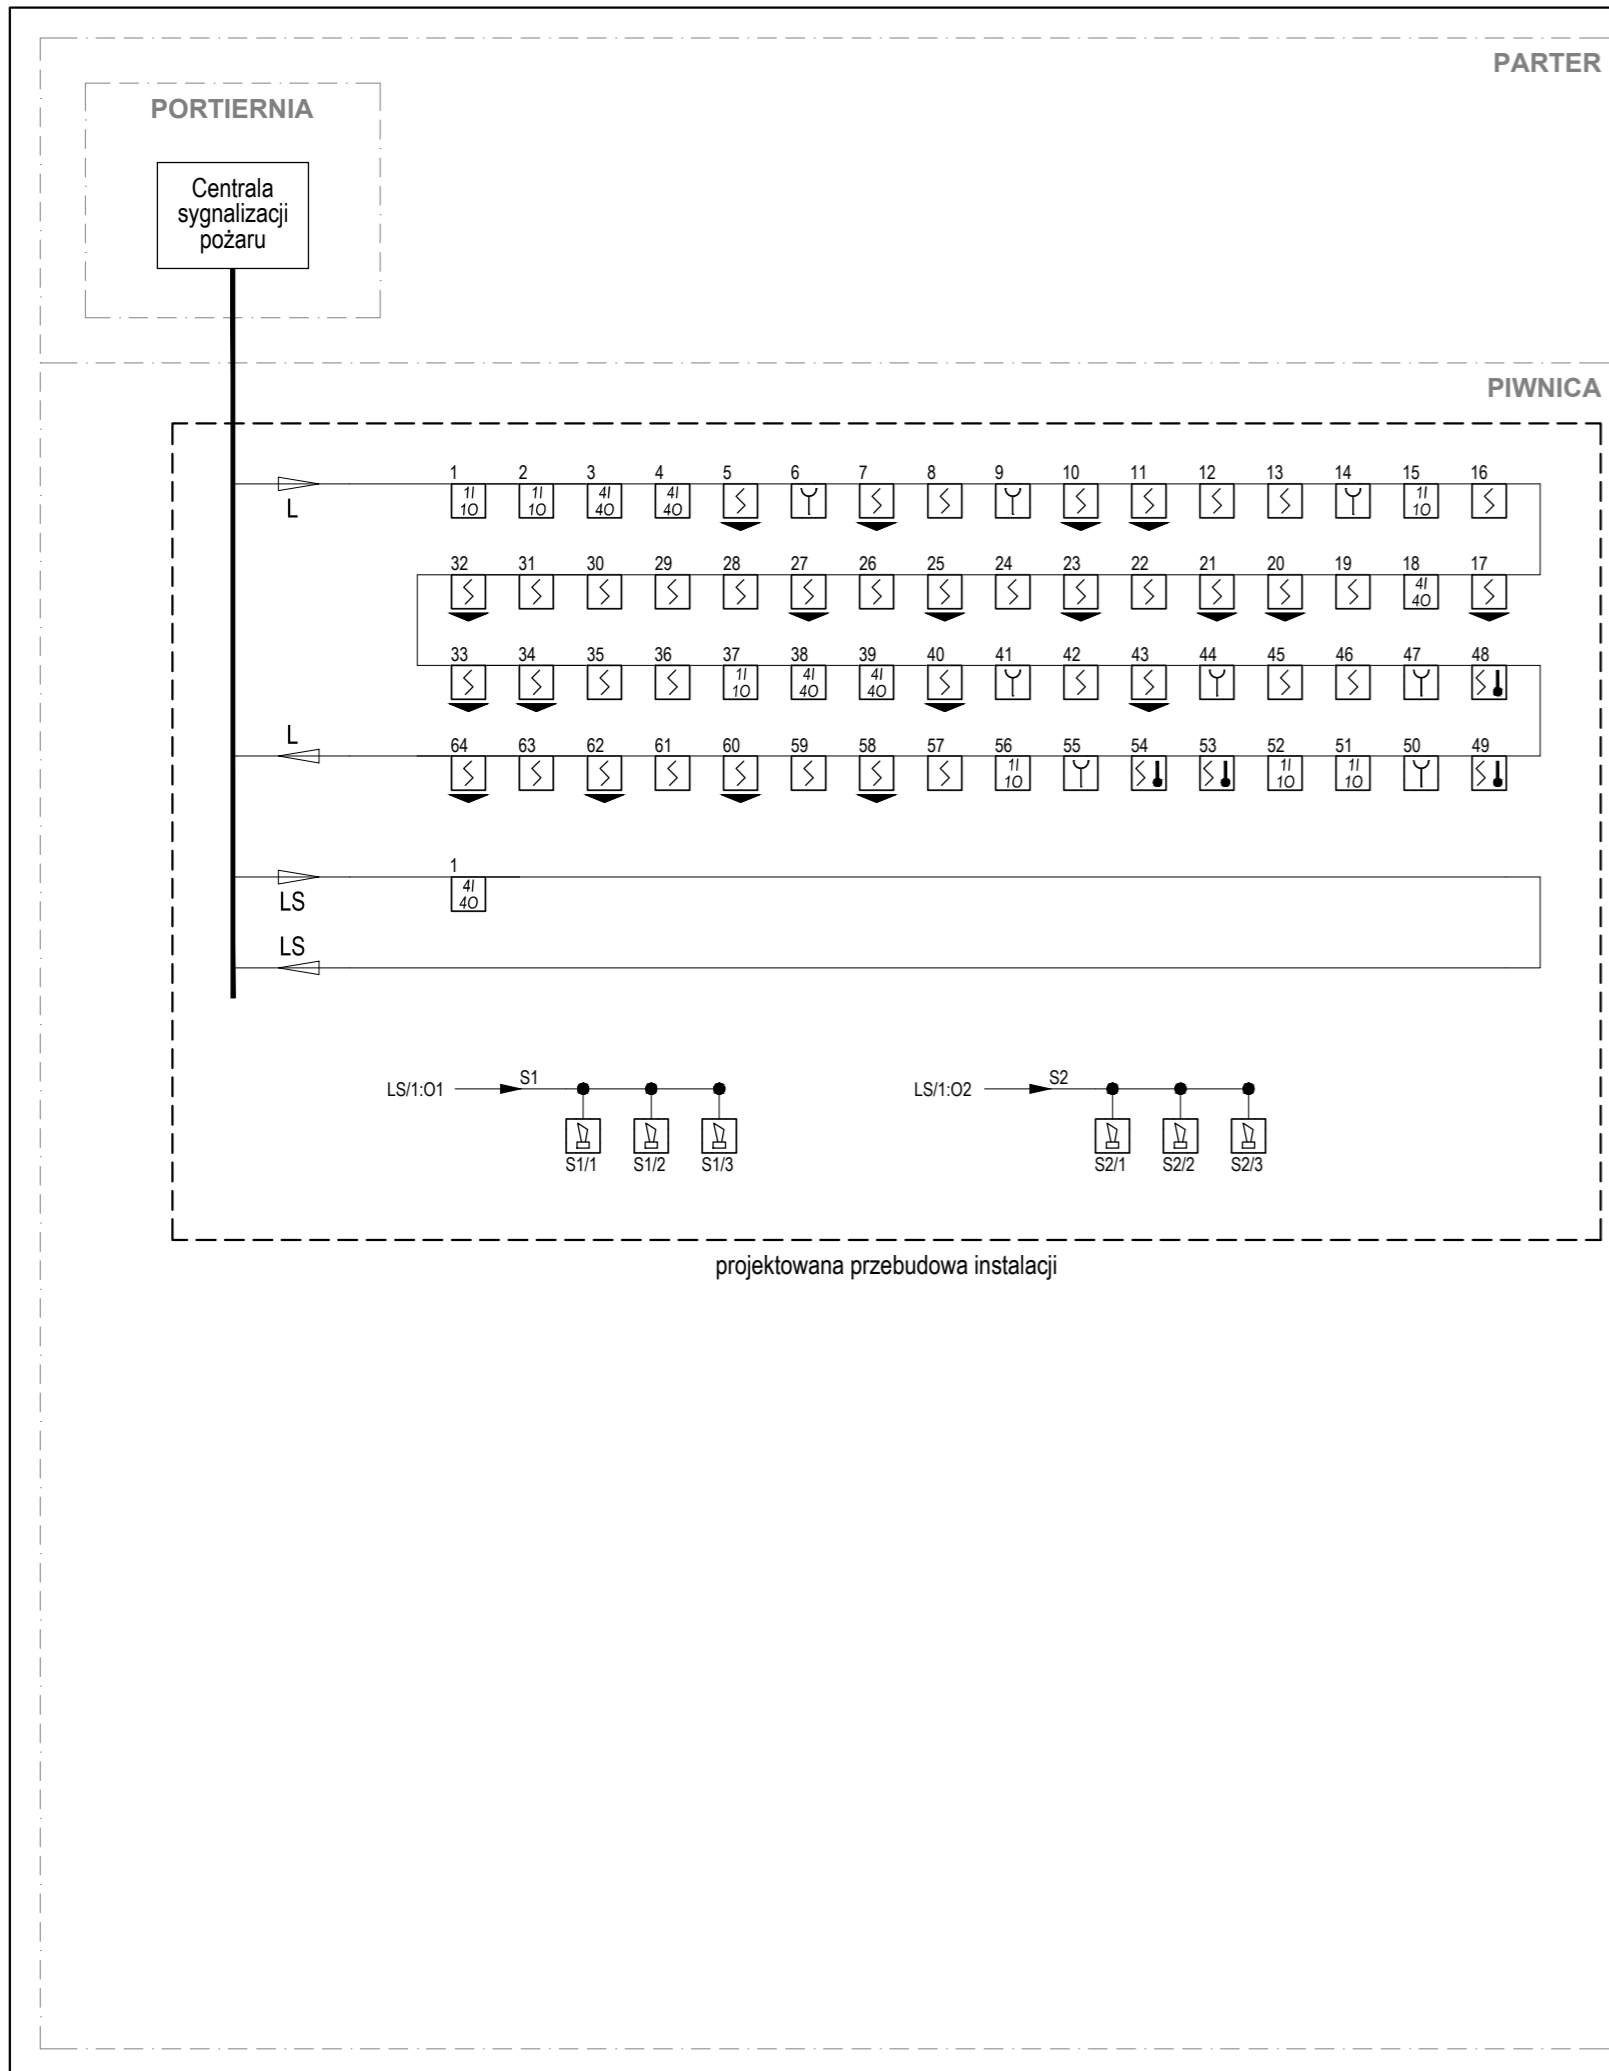 PARTER
PORTIERNIA
Centrala
sygnalizacji
pożaru
PIWNICA
1 2 3 4 5 6 7 8 9 10 11 12 13 14 15 16
1I 1I 4I 4I 1I
1O 1O 4O 4O 1O
L
32 31 30 29 28 27 26 25 24 23 22 21 20 19 18 17
4I
4O
33 34 35 36 37 38 39 40 41 42 43 44 45 46 47 48
1I 4I 4I
1O 4O 4O
L
64 63 62 61 60 59 58 57 56 55 54 53 52 51 50 49
1I 1I 1I
1O 1O 1O
1
4I
4O
LS
LS
LS/1:O1 S1 LS/1:O2 S2
S1/1 S1/2 S1/3 S2/1 S2/2 S2/3
projektowana przebudowa instalacji